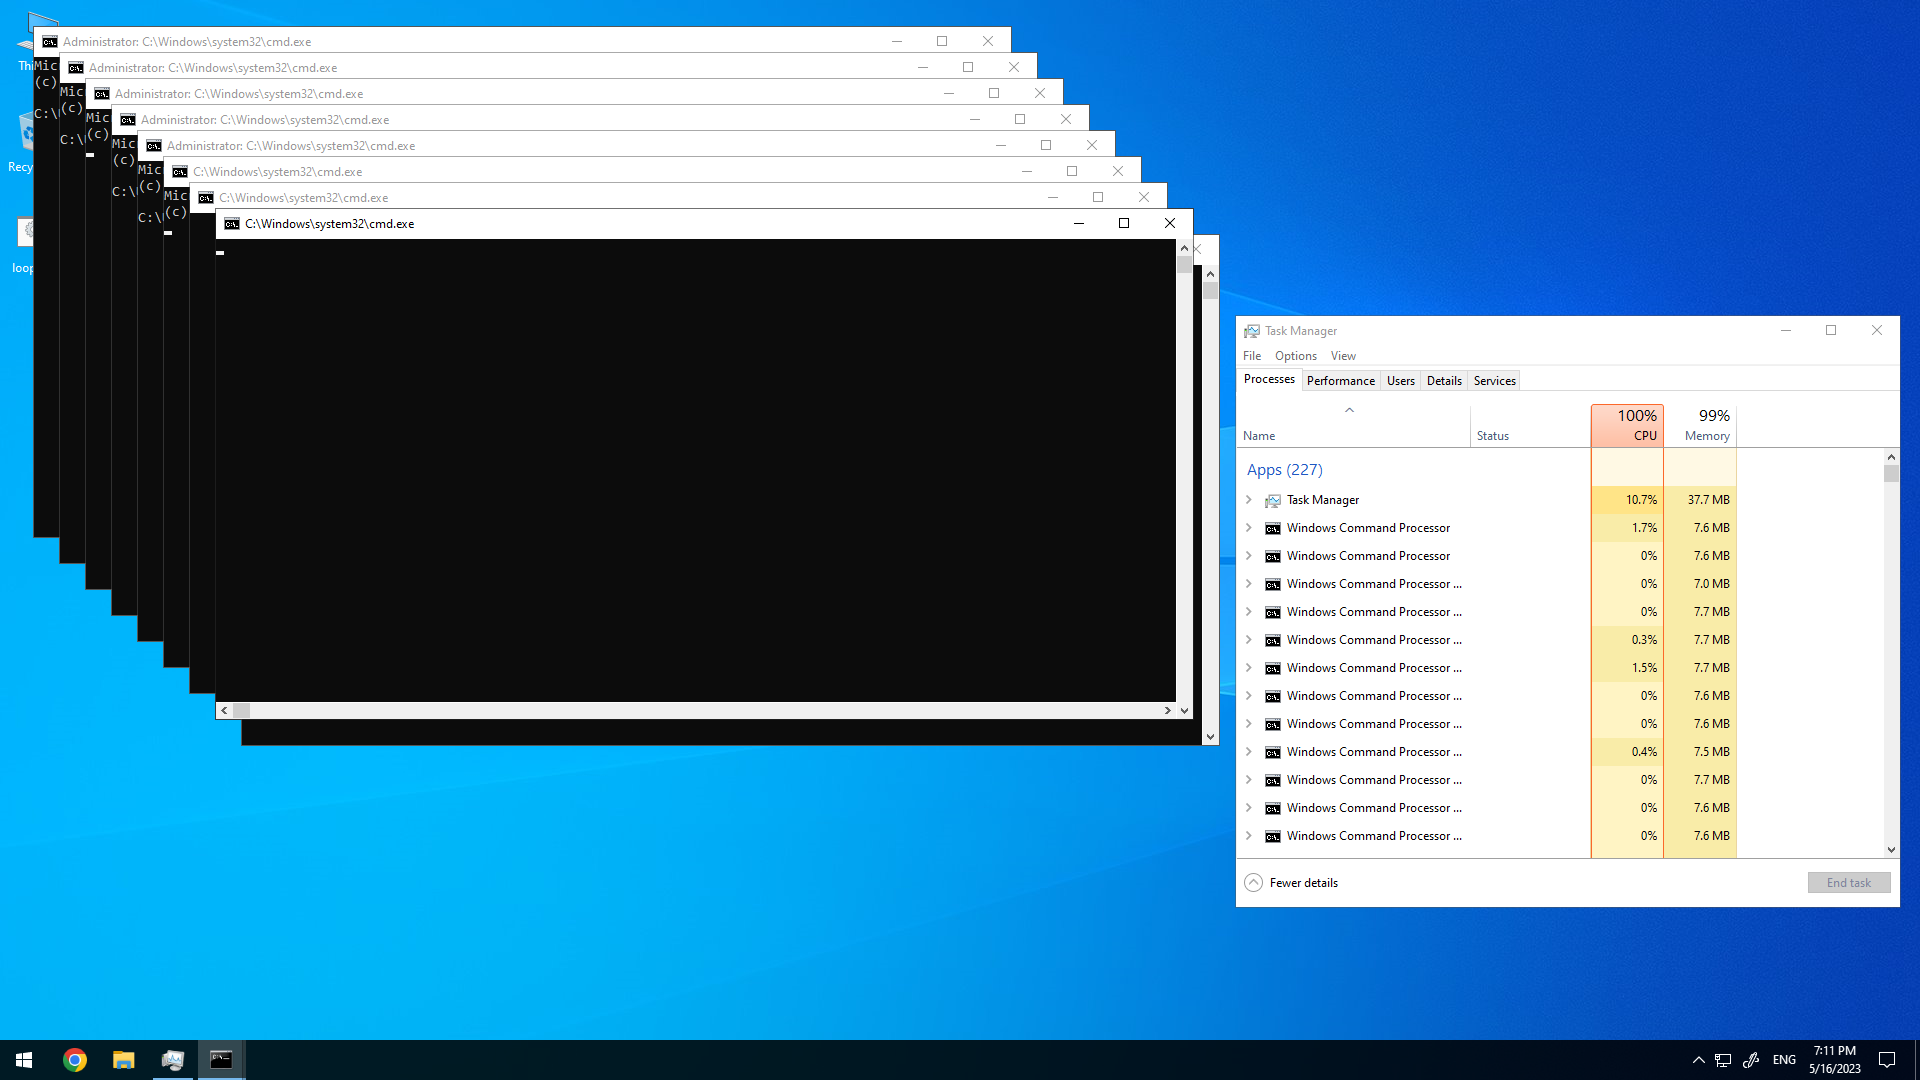 Administrator: C:\Windows\system32\cmd.exe
Administrator: C:\Windows\system32\cmd.exe
Administrator: C:\Windows\system32\cmd.exe
Administrator: C:\Windows\system32\cmd.exe
Administrator: C:\Windows\system32\cmd.exe
C:\Windows\system32\cmd.exe
C:\Windows\system32\cmd.exe
C:\Windows\system32\cmd.exe
Thi
Mic
(c)
C:\
Mic
(c)
C:\
Mic
(c)
Mic
(c)
C:\
Mic
(c)
C:\
Mic
(c)
Recy
loop
Task Manager
File Options View
Processes Performance Users Details Services
100% 99%
Name Status CPU Memory
Apps (227)
Task Manager 10.7% 37.7 MB
Windows Command Processor 1.7% 7.6 MB
Windows Command Processor 0% 7.6 MB
Windows Command Processor ... 0% 7.0 MB
Windows Command Processor ... 0% 7.7 MB
Windows Command Processor ... 0.3% 7.7 MB
Windows Command Processor ... 1.5% 7.7 MB
Windows Command Processor ... 0% 7.6 MB
Windows Command Processor ... 0% 7.6 MB
Windows Command Processor ... 0.4% 7.5 MB
Windows Command Processor ... 0% 7.7 MB
Windows Command Processor ... 0% 7.6 MB
Windows Command Processor ... 0% 7.6 MB
Fewer details End task
ENG
7:11 PM
5/16/2023